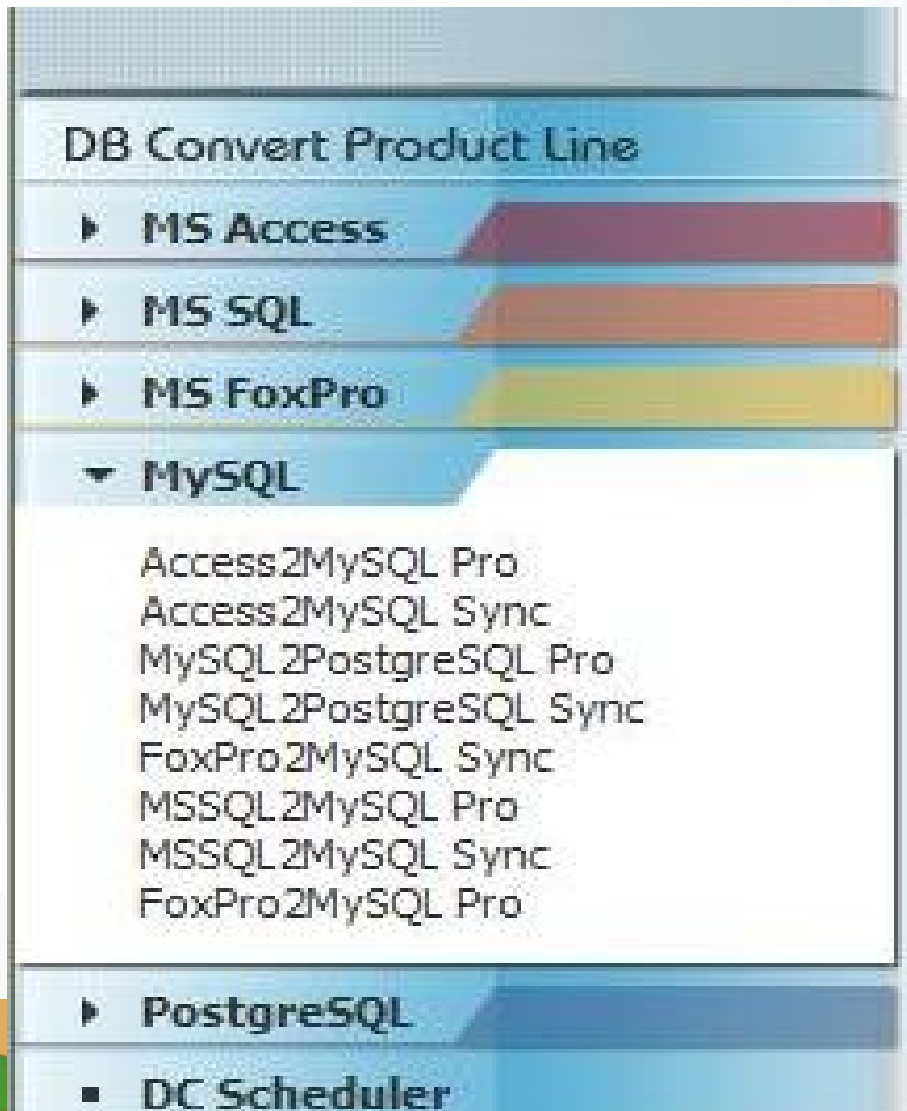 DB Convert Product Line
MS Access
MS SQL
MS FoxPro
MySQL
Access2MySQL Pro
Access2MySQL Sync
MySQL2PostgreSQL Pro
MySQL2PostgreSQL Sync
FoxPro2MySQL Sync
MSSQL2MySQL Pro
MSSQL2MySQL Sync
FoxPro2MySQL Pro
PostgreSQL
DC Scheduler